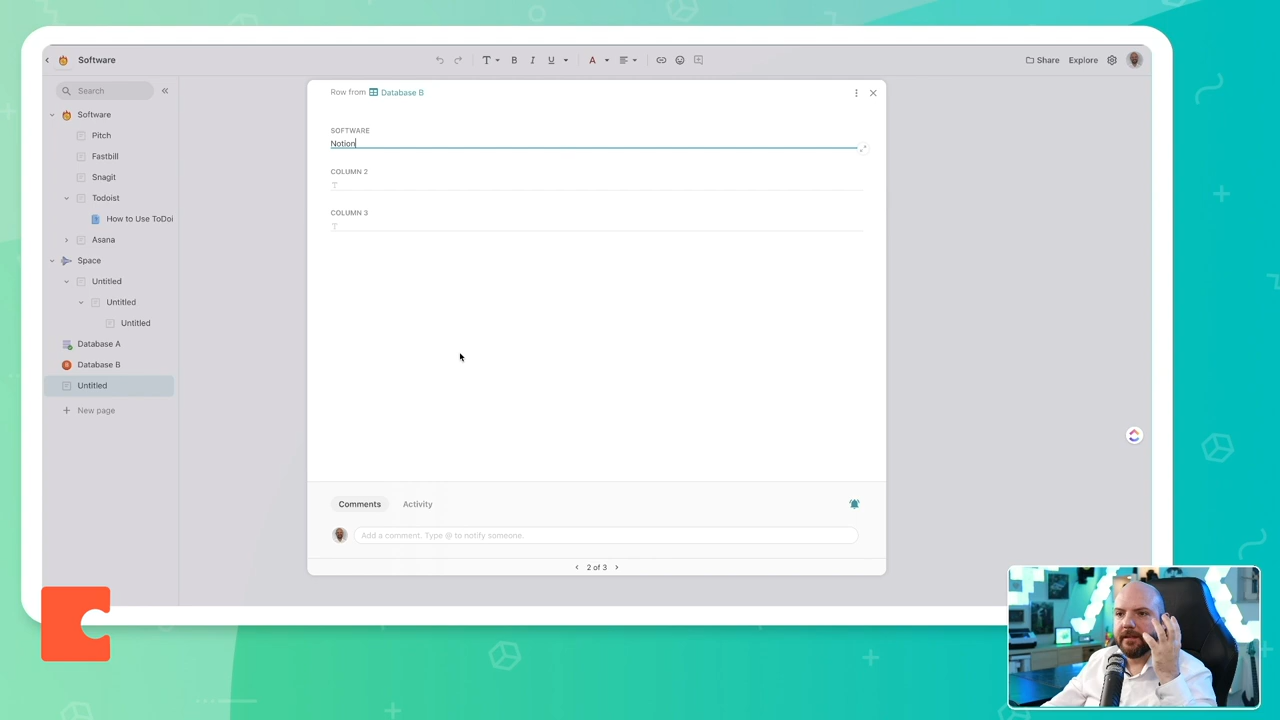 Software
T
B
I
U
A
Share
Explore
Search
Software
Pitch
Fastbill
Snagit
Todoist
How to Use ToDoi
Asana
Space
Untitled
Untitled
Untitled
Database A
Database B
Untitled
New page
Row from Database B
SOFTWARE
Notion
COLUMN 2
T
COLUMN 3
T
Comments
Activity
Add a comment. Type @ to notify someone.
2 of 3